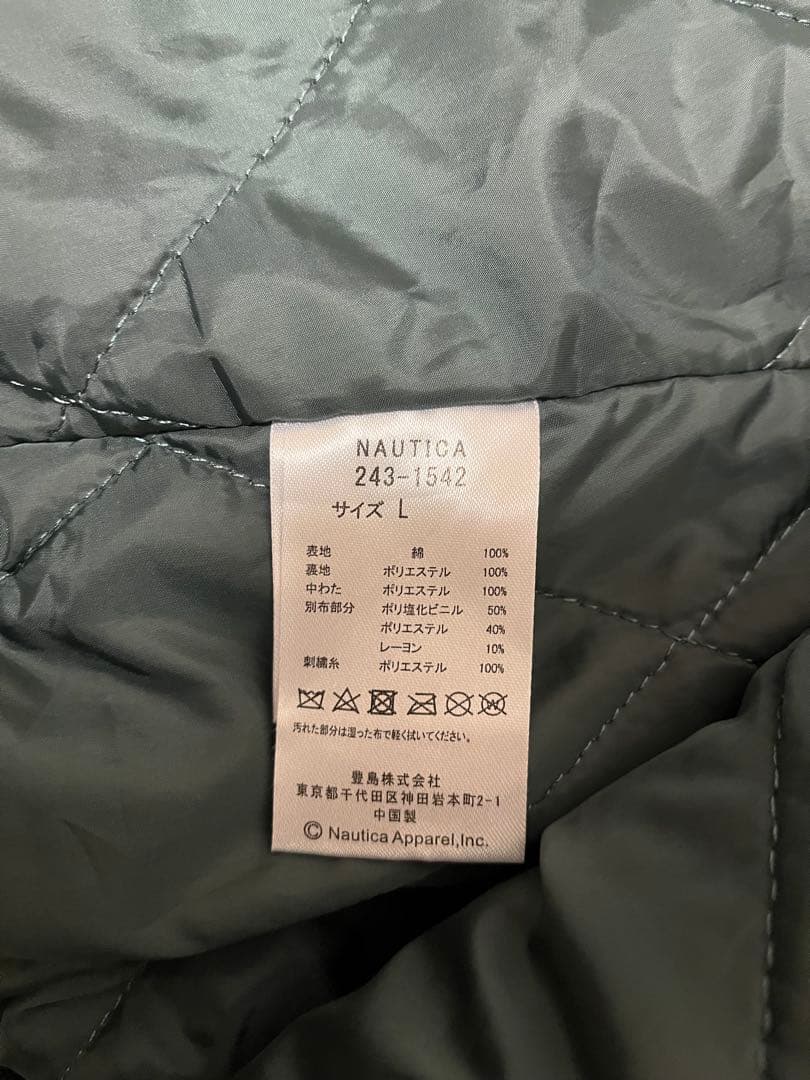 NAUTICA
243-1542
サイズ L
表地 綿 100%
裏地 ポリエステル 100%
中わた ポリエステル 100%
別布部分 ポリ塩化ビニル 50%
ポリエステル 40%
レーヨン 10%
刺繍糸 ポリエステル 100%
W
汚れた部分は湿った布で軽く拭いてください。
豊島株式会社
東京都千代田区神田岩本町2-1
中国製
© Nautica Apparel,Inc.